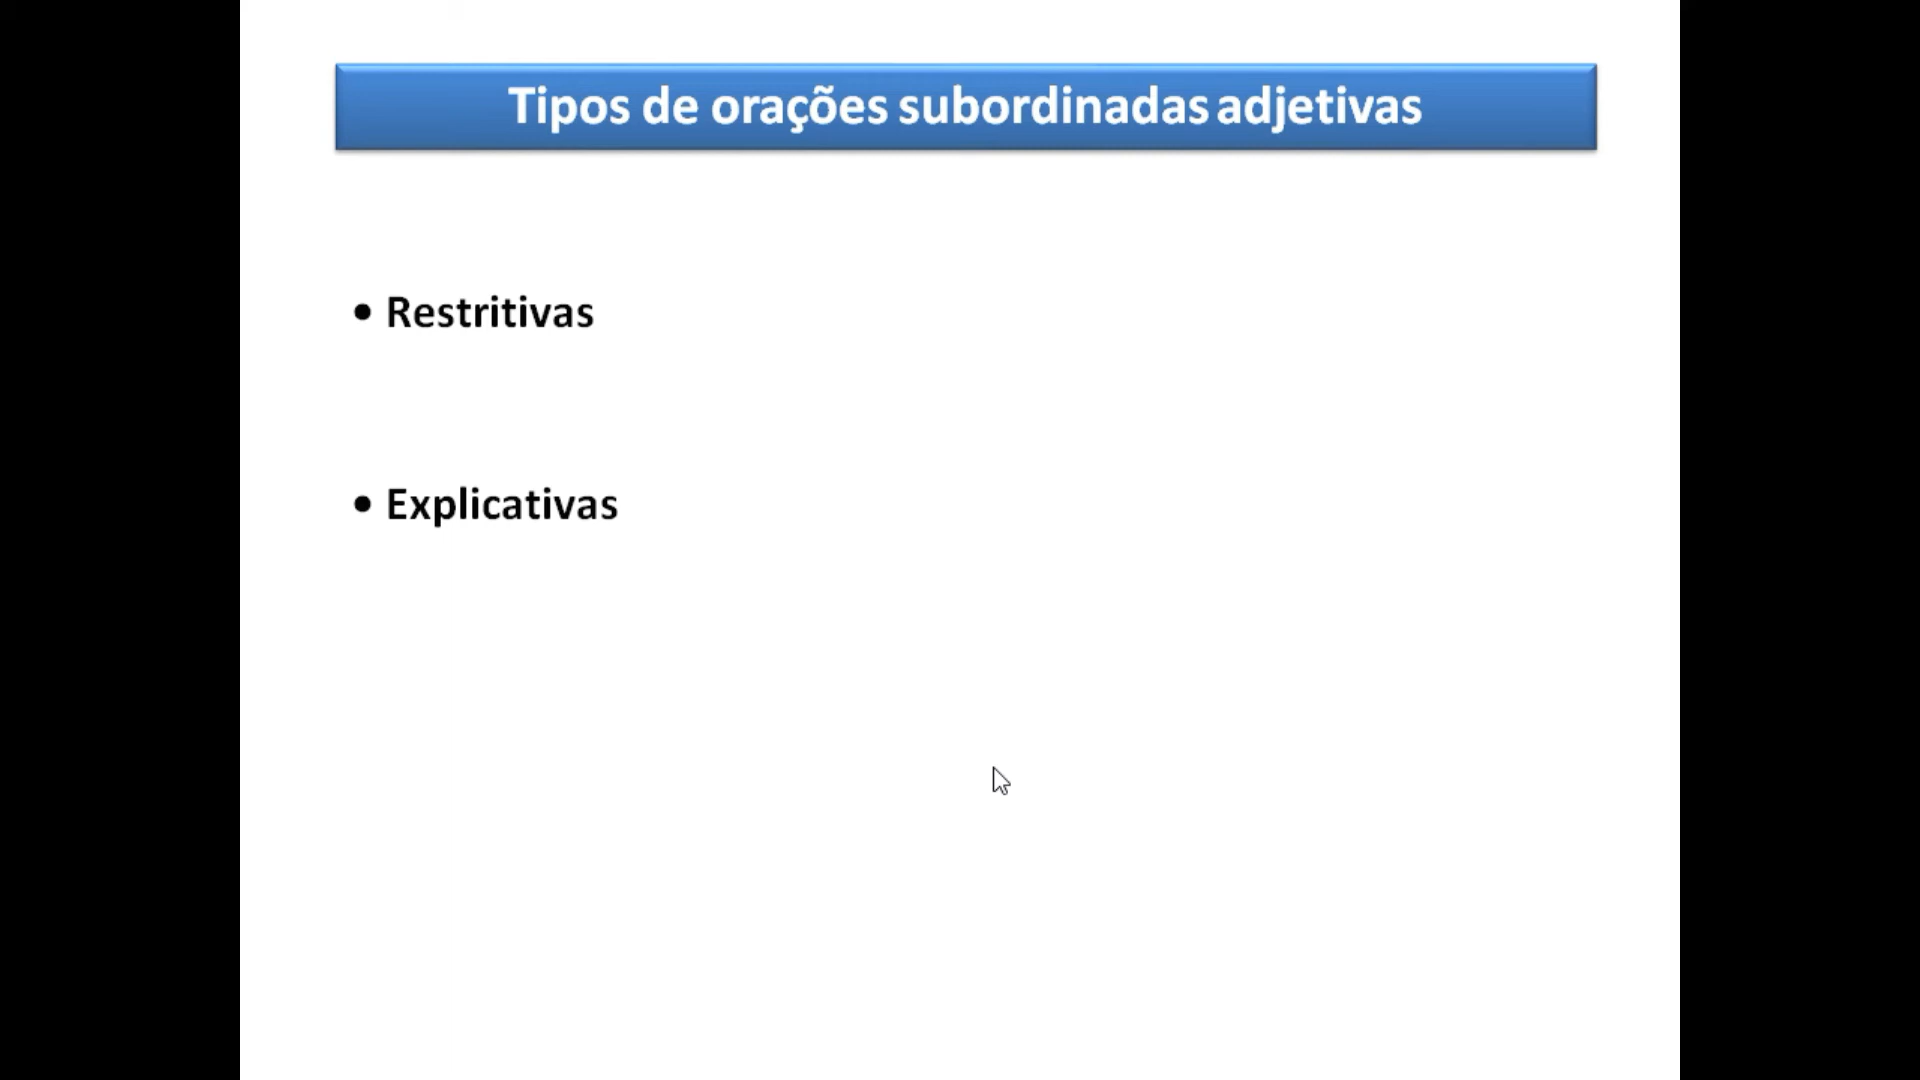 Tipos de orações subordinadas adjetivas
• Restritivas
• Explicativas